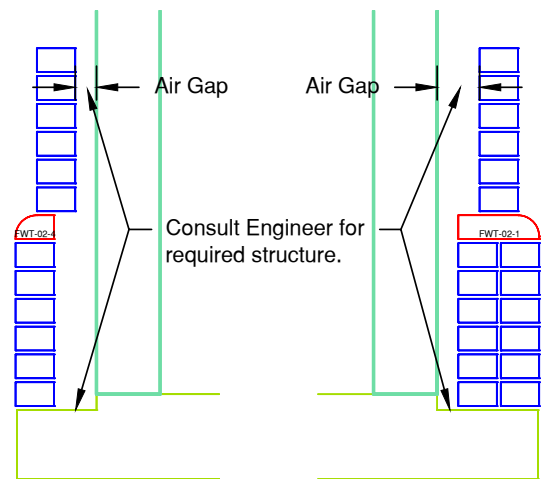 Air Gap
Air Gap
Consult Engineer for
required structure.
FWT-02-4
FWT-02-1